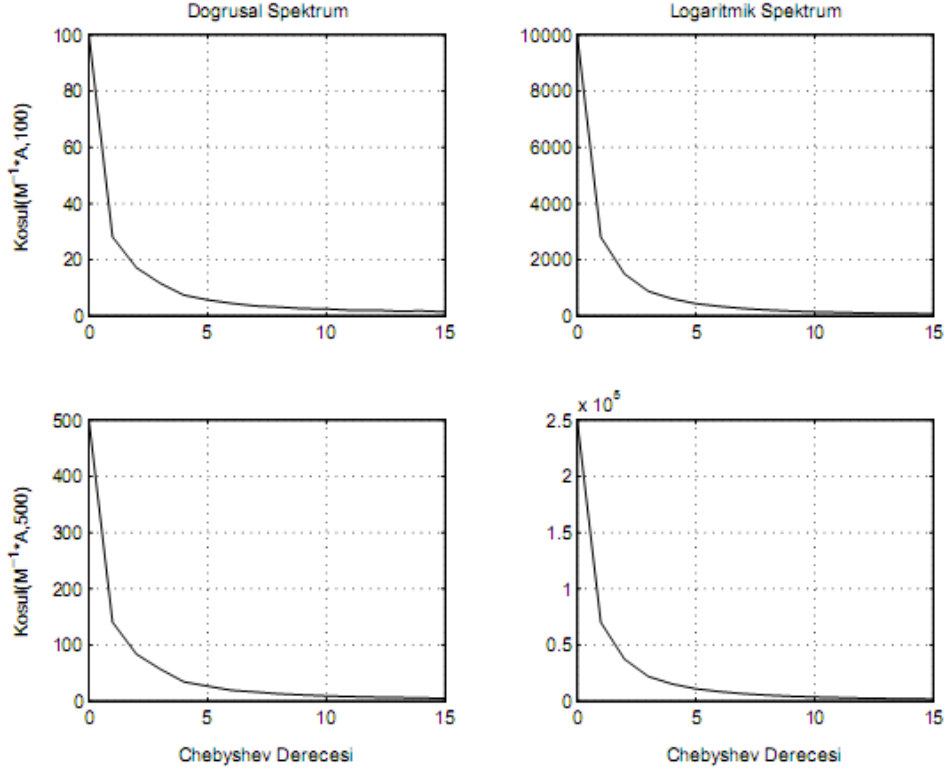 Dogrusal Spektrum
Kosul(M⁻¹*A,100)
100
80
60
40
20
0
0 5 10 15
Logaritmik Spektrum
10000
8000
6000
4000
2000
0
0 5 10 15
Kosul(M⁻¹*A,500)
500
400
300
200
100
0
0 5 10 15
Chebyshev Derecesi
x 10⁵
2.5
2
1.5
1
0.5
0
0 5 10 15
Chebyshev Derecesi